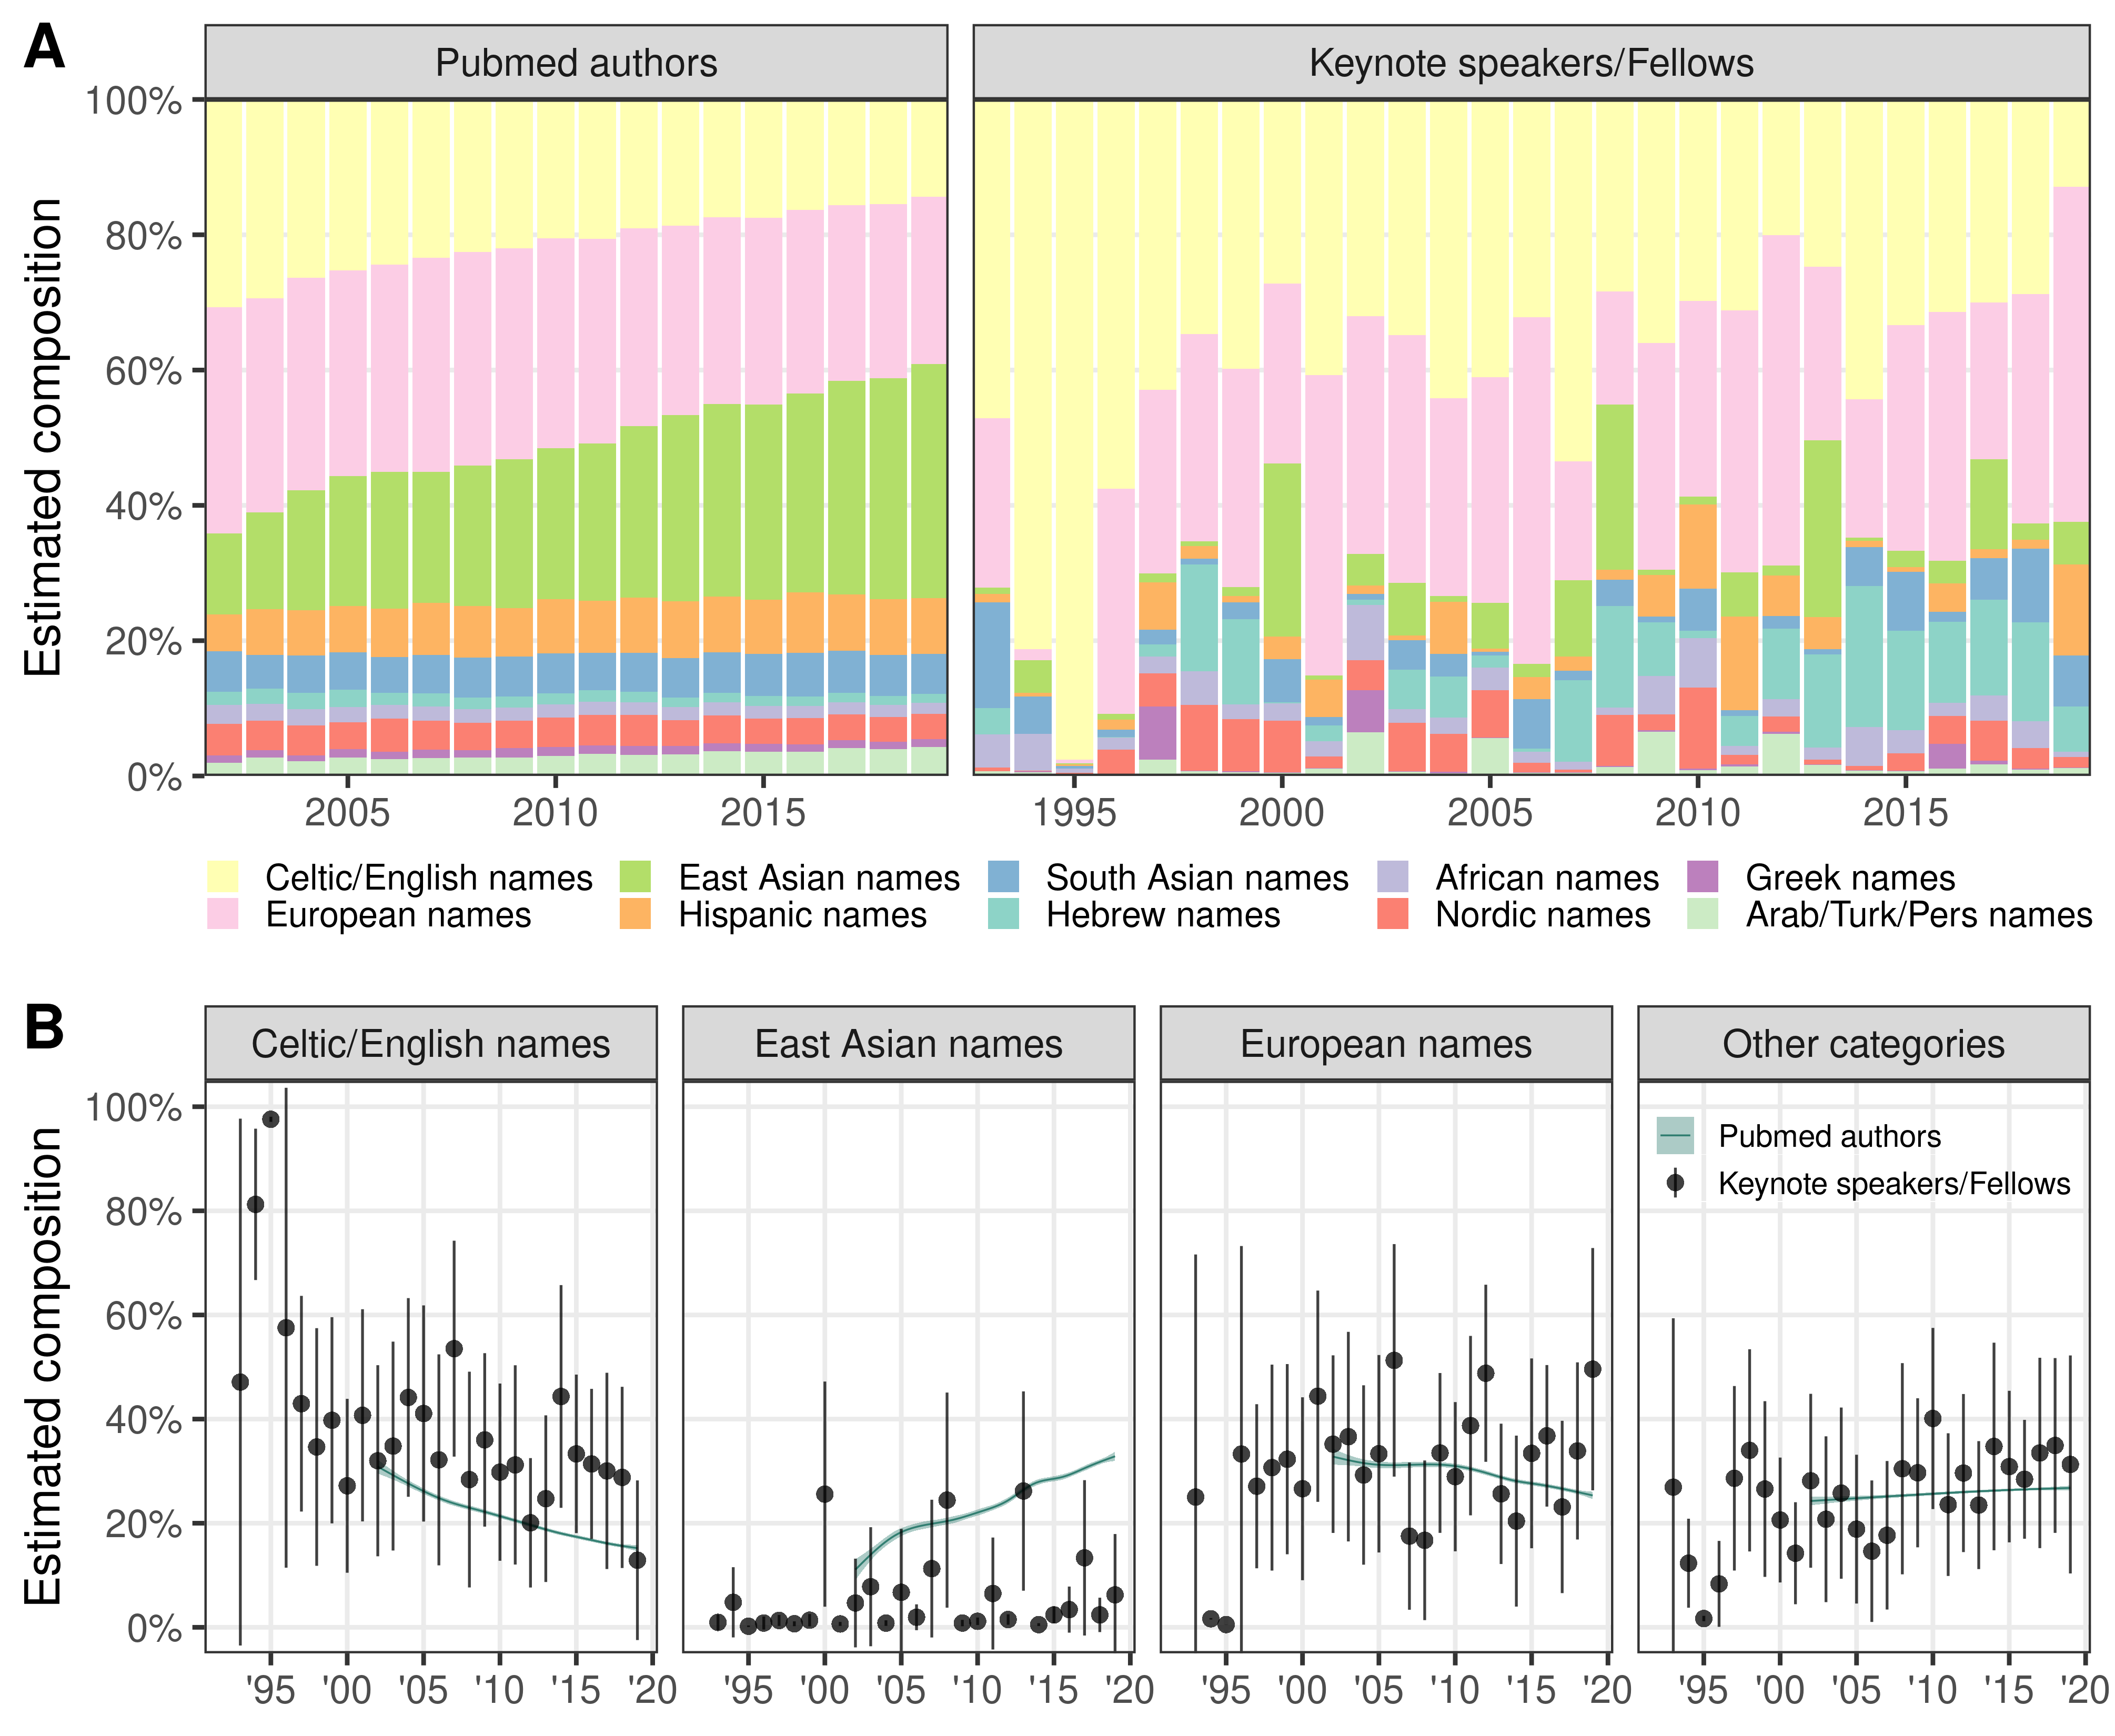 A
Pubmed authors
Keynote speakers/Fellows
Estimated composition
100%
80%
60%
40%
20%
0%
2005 2010 2015
1995 2000 2005 2010 2015
Celtic/English names East Asian names South Asian names African names Greek names
European names Hispanic names Hebrew names Nordic names Arab/Turk/Pers names
B
Celtic/English names
East Asian names
European names
Other categories
Estimated composition
100%
80%
60%
40%
20%
0%
Pubmed authors
Keynote speakers/Fellows
'95 '00 '05 '10 '15 '20
'95 '00 '05 '10 '15 '20
'95 '00 '05 '10 '15 '20
'95 '00 '05 '10 '15 '20